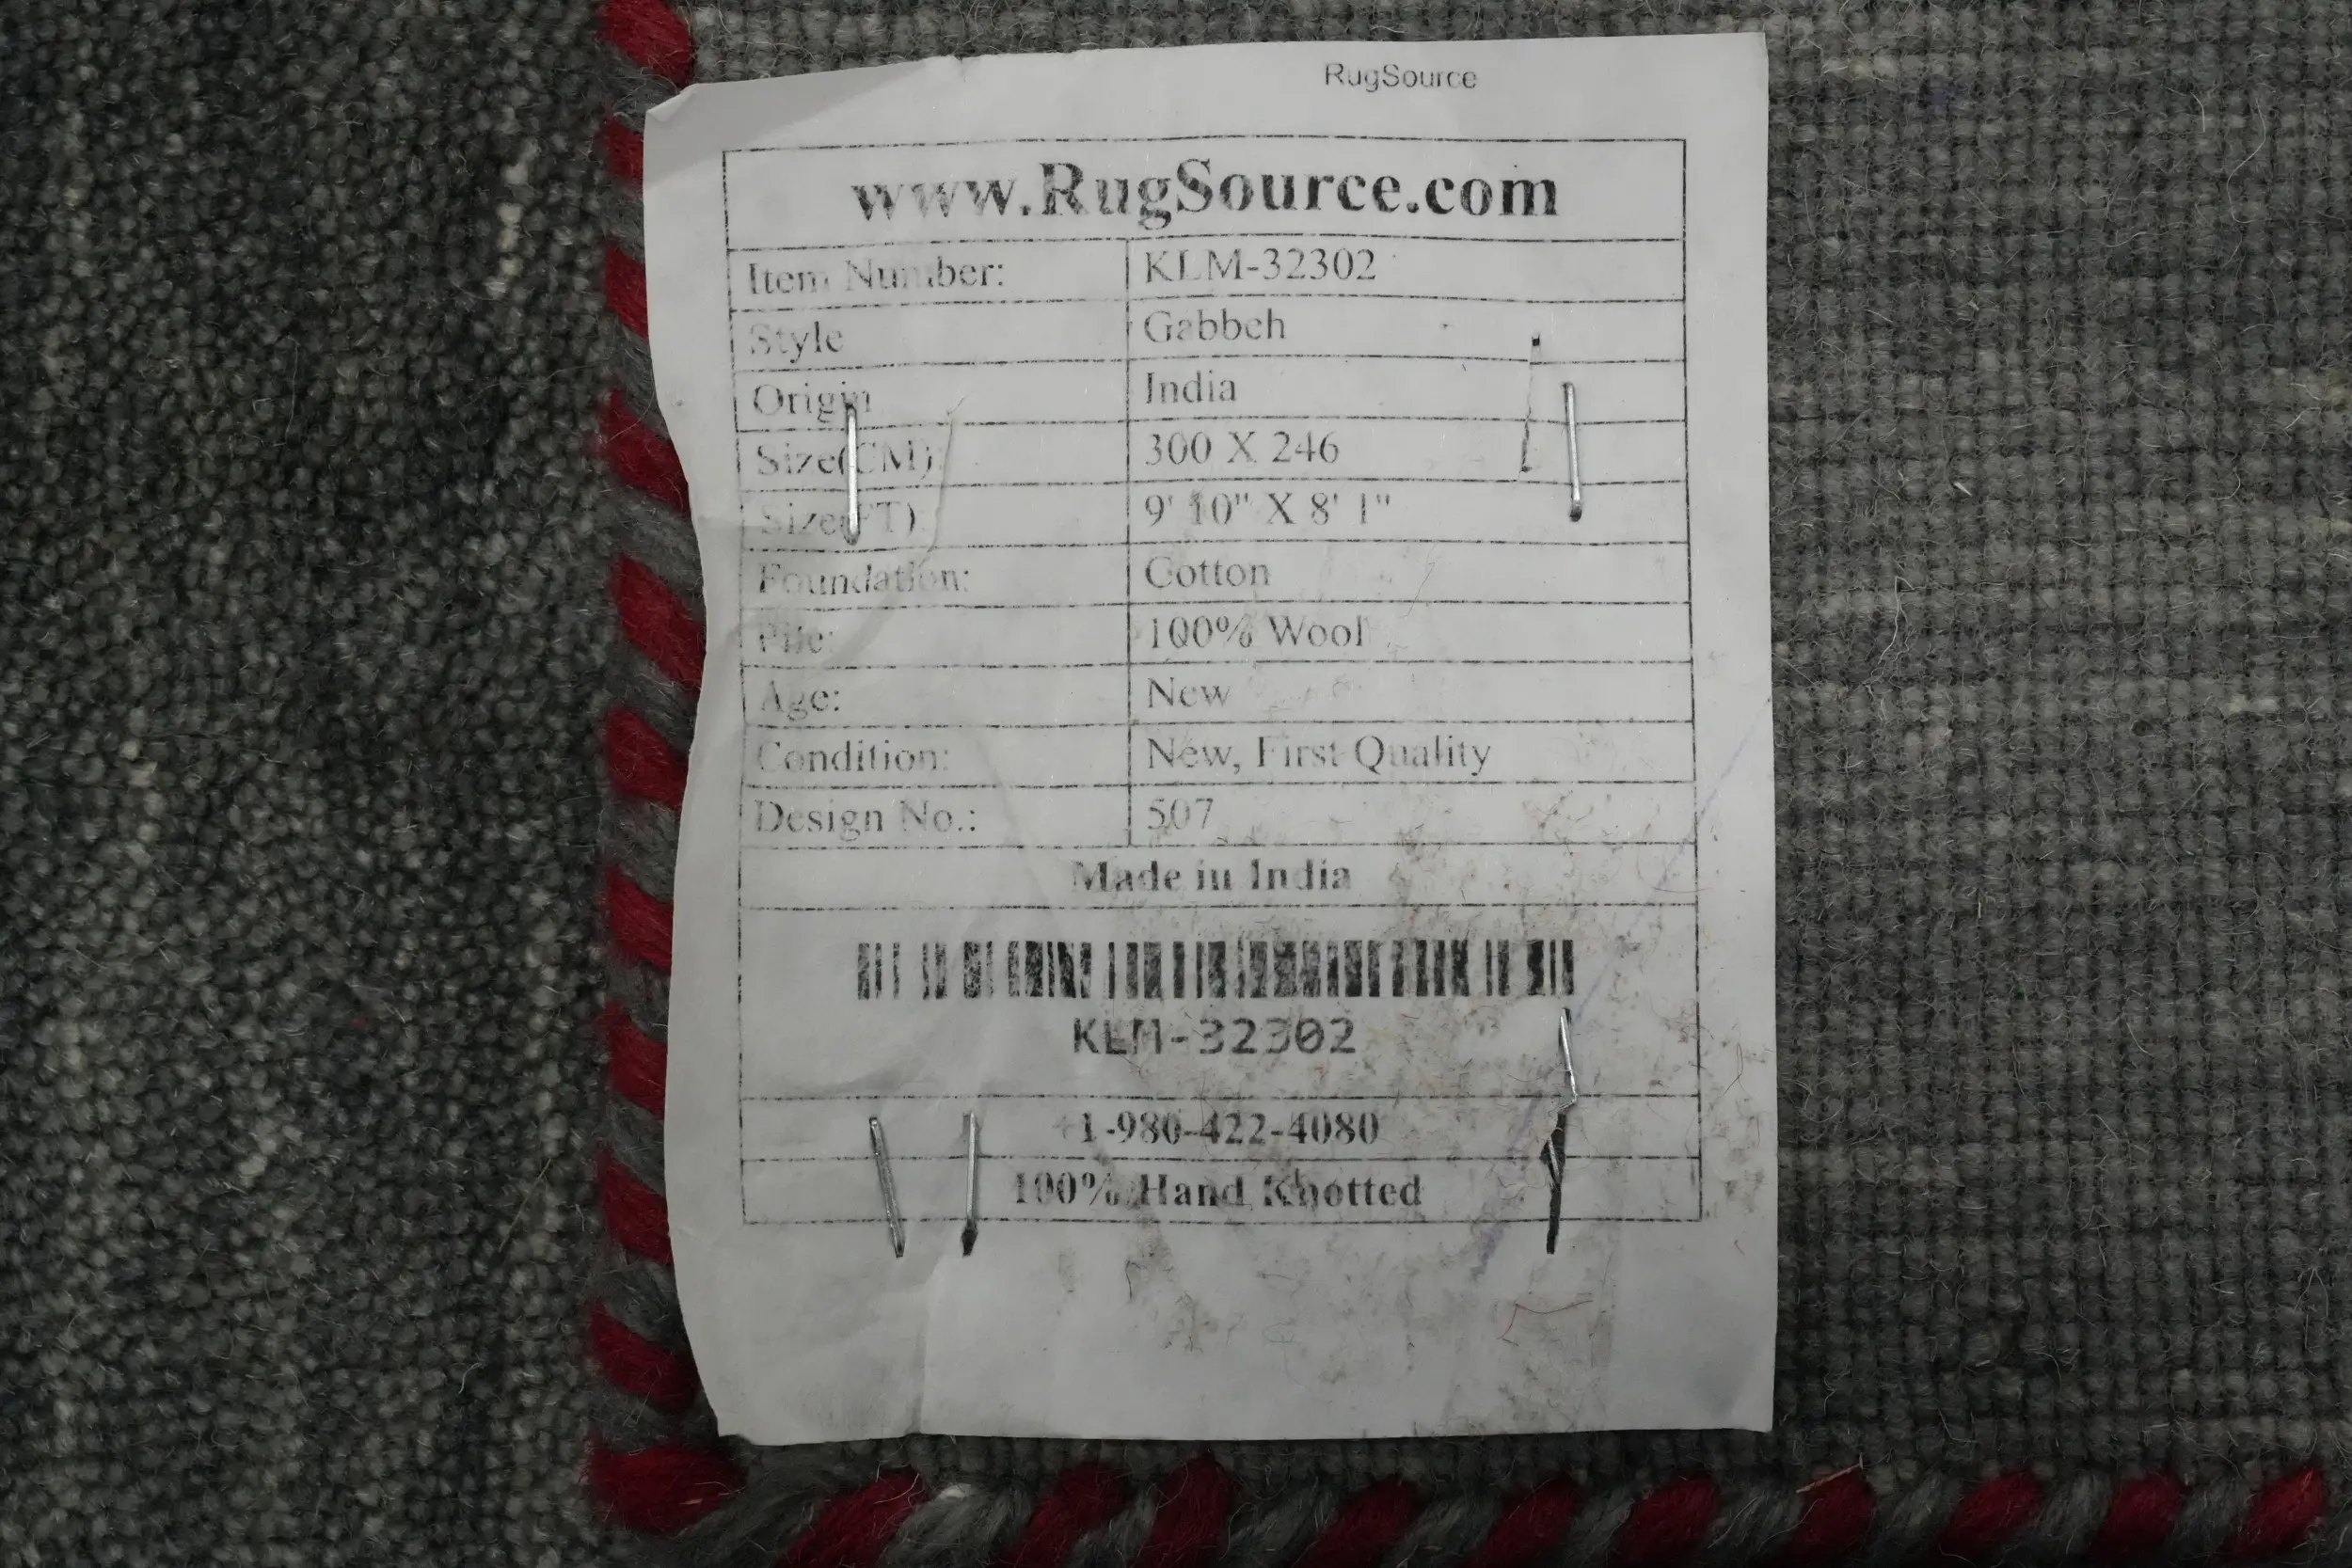 RugSource
www.RugSource.com
Item Number: KLM-32302
Style Gabbeh
Origin India
Size(CM): 300 X 246
Size(FT) 9' 10" X 8' 1"
Foundation: Cotton
Pile: 100% Wool
Age: New
Condition: New, First Quality
Design No.: 507
Made in India
KLM-32302
+1-980-422-4080
100% Hand Knotted